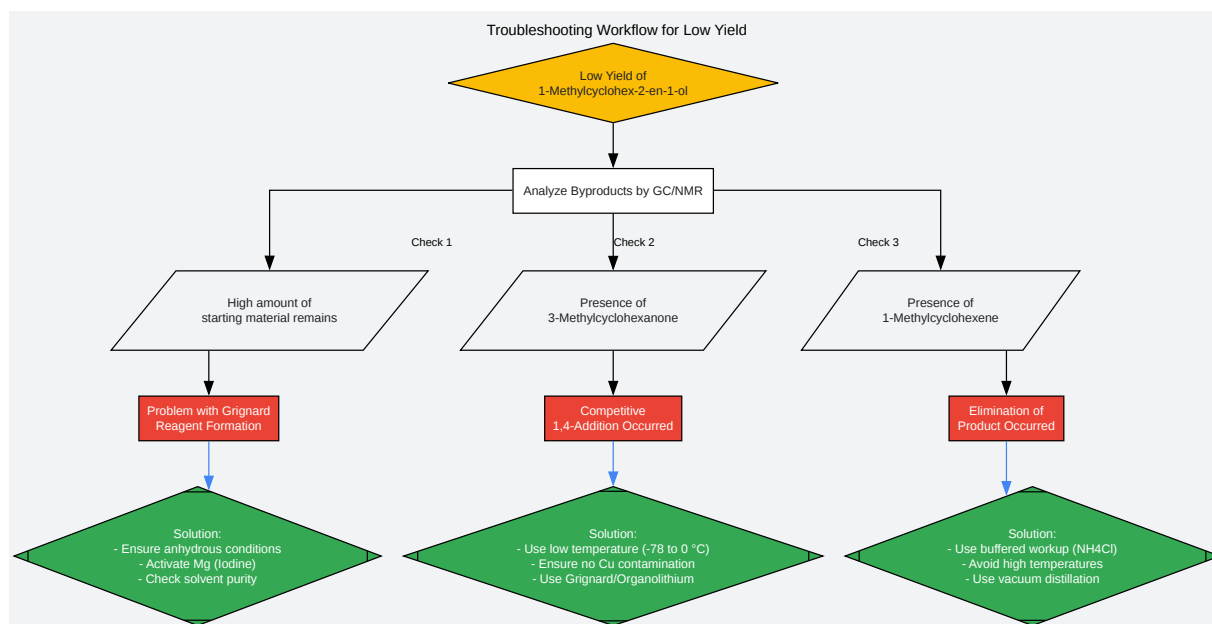 Troubleshooting Workflow for Low Yield
Low Yield of
1-Methylcyclohex-2-en-1-ol
Analyze Byproducts by GC/NMR
Check 1
Check 2
Check 3
High amount of
starting material remains
Presence of
3-Methylcyclohexanone
Presence of
1-Methylcyclohexene
Problem with Grignard
Reagent Formation
Competitive
1,4-Addition Occurred
Elimination of
Product Occurred
Solution:
- Ensure anhydrous conditions
- Activate Mg (Iodine)
- Check solvent purity
Solution:
- Use low temperature (-78 to 0 °C)
- Ensure no Cu contamination
- Use Grignard/Organolithium
Solution:
- Use buffered workup (NH4Cl)
- Avoid high temperatures
- Use vacuum distillation